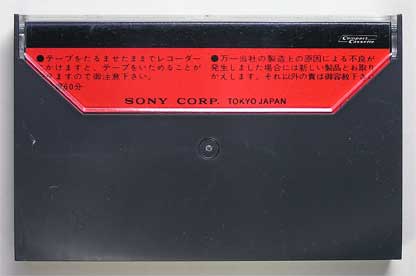 Compact
Cassette
●テープをたるませたままでレコーダー
かけますと、テープをいためることが
ますので御注意下さい。
60分
●万一当社の製造上の原因による不良が
発生しました場合には新しい製品とお取り
かえします。それ以外の責は御容赦下さ
SONY CORP. TOKYO JAPAN